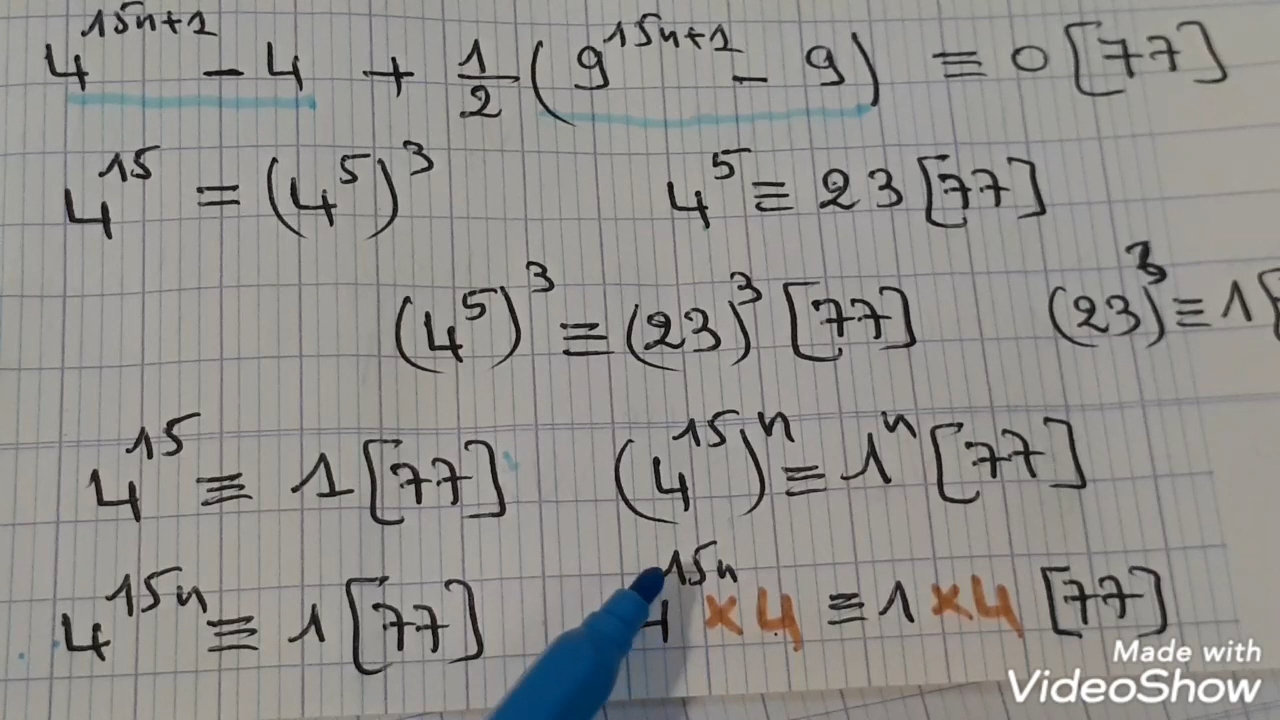 4^{15n+1} - 4 + \frac{1}{2} ( 9^{15n+1} - 9 ) ≡ 0 [77]
4^{15} = (4^5)^3 4^5 ≡ 23 [77]
(4^5)^3 ≡ (23)^3 [77] (23)^3 ≡ 1 [
4^{15} ≡ 1 [77] (4^{15})^n ≡ 1^n [77]
4^{15n} ≡ 1 [77] 4^{15n} × 4 ≡ 1 × 4 [77]
Made with
VideoShow